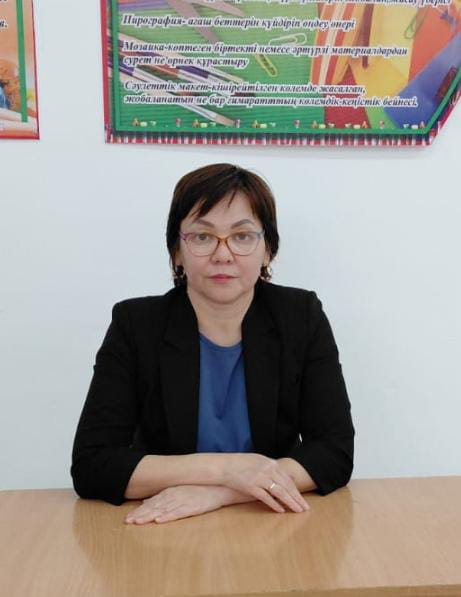 Пирография- ағаш беттерін күйдіріп өңдеу өнері
Мозаика-көптеген біртекті немесе әртүрлі материалдардан
сурет не өрнек құрастыру
Сәулеттік макет-кішірейтілген көлемде жасалған,
жобаланатын не бар ғимараттың көлемдік-кеңістік бейнесі.